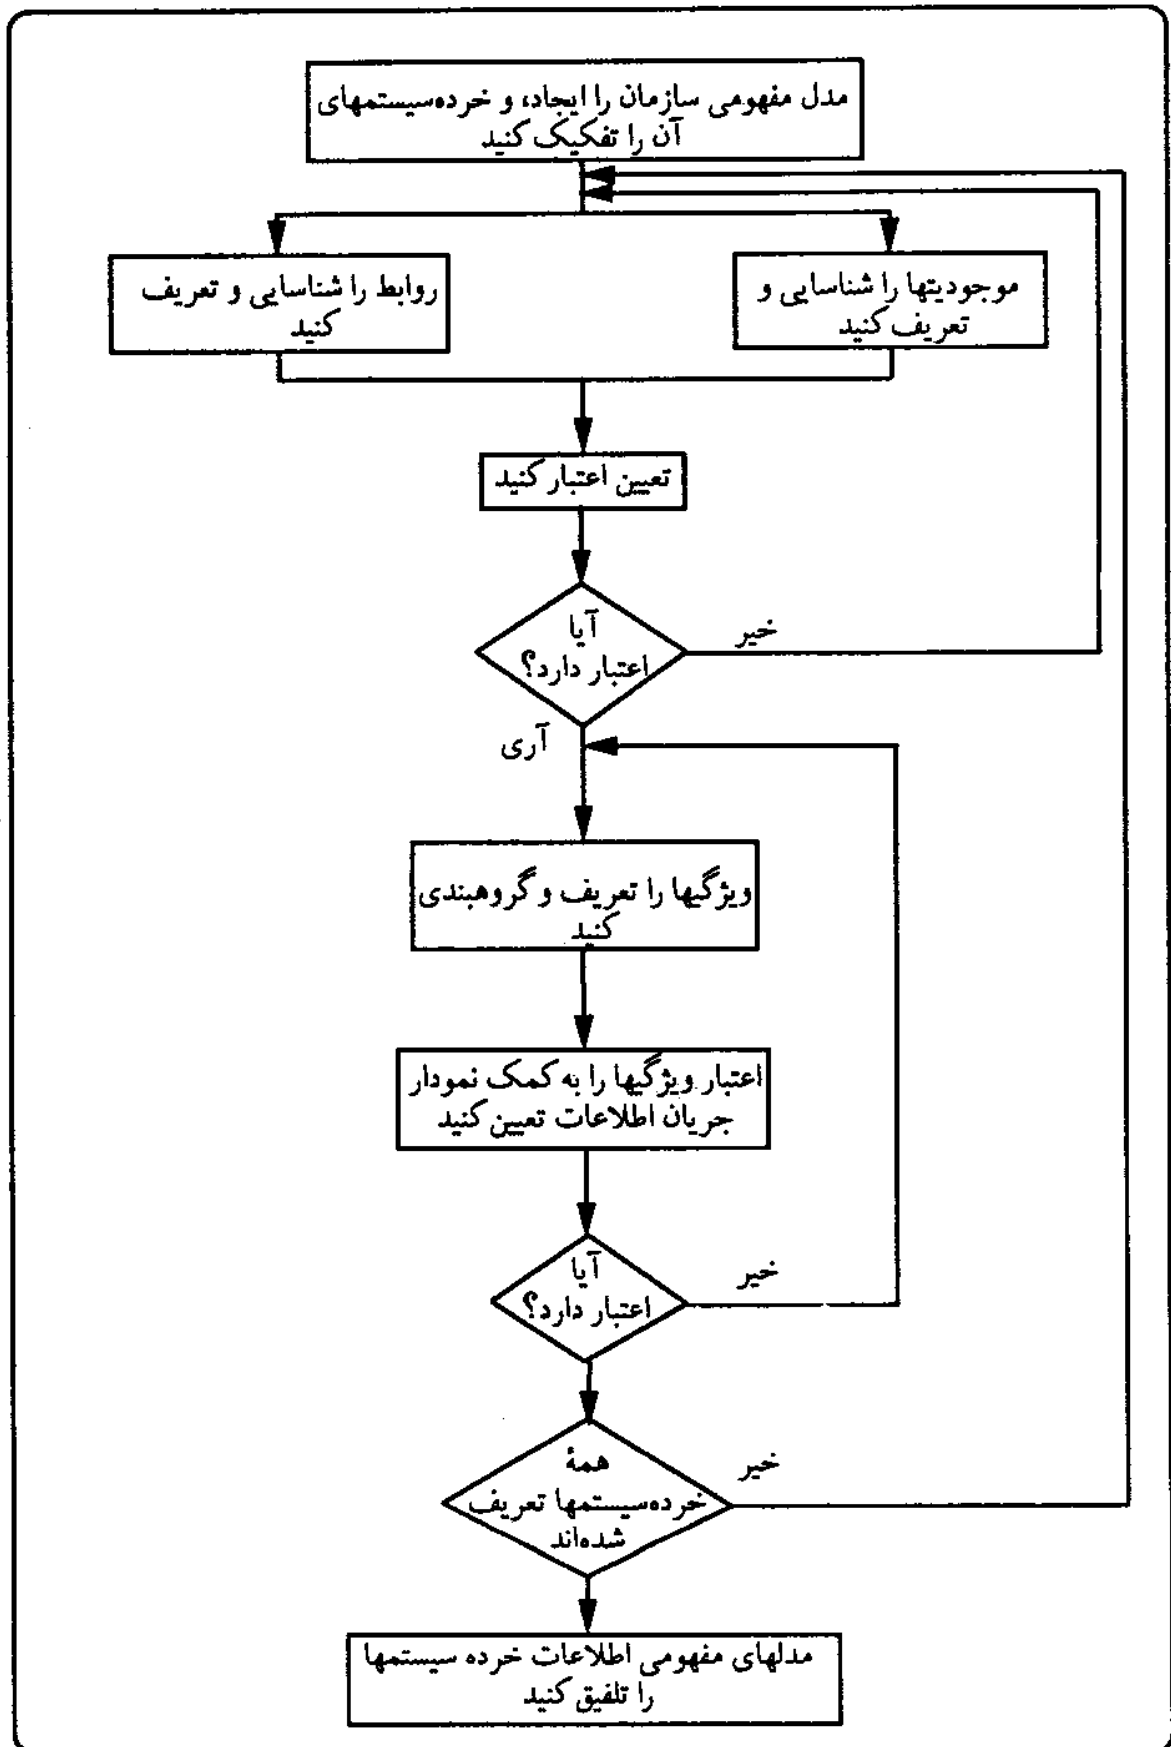 مدل مفهومی سازمان را ایجاد، و خرده‌سیستمهای
آن را تفکیک کنید
موجودیتها را شناسایی و
تعریف کنید
روابط را شناسایی و تعریف
کنید
تعیین اعتبار کنید
آیا
اعتبار دارد؟
خیر
آری
ویژگیها را تعریف و گروهبندی
کنید
اعتبار ویژگیها را به کمک نمودار
جریان اطلاعات تعیین کنید
آیا
اعتبار دارد؟
خیر
همهٔ
خرده‌سیستمها تعریف
شده‌اند
خیر
مدلهای مفهومی اطلاعات خرده سیستمها
را تلفیق کنید